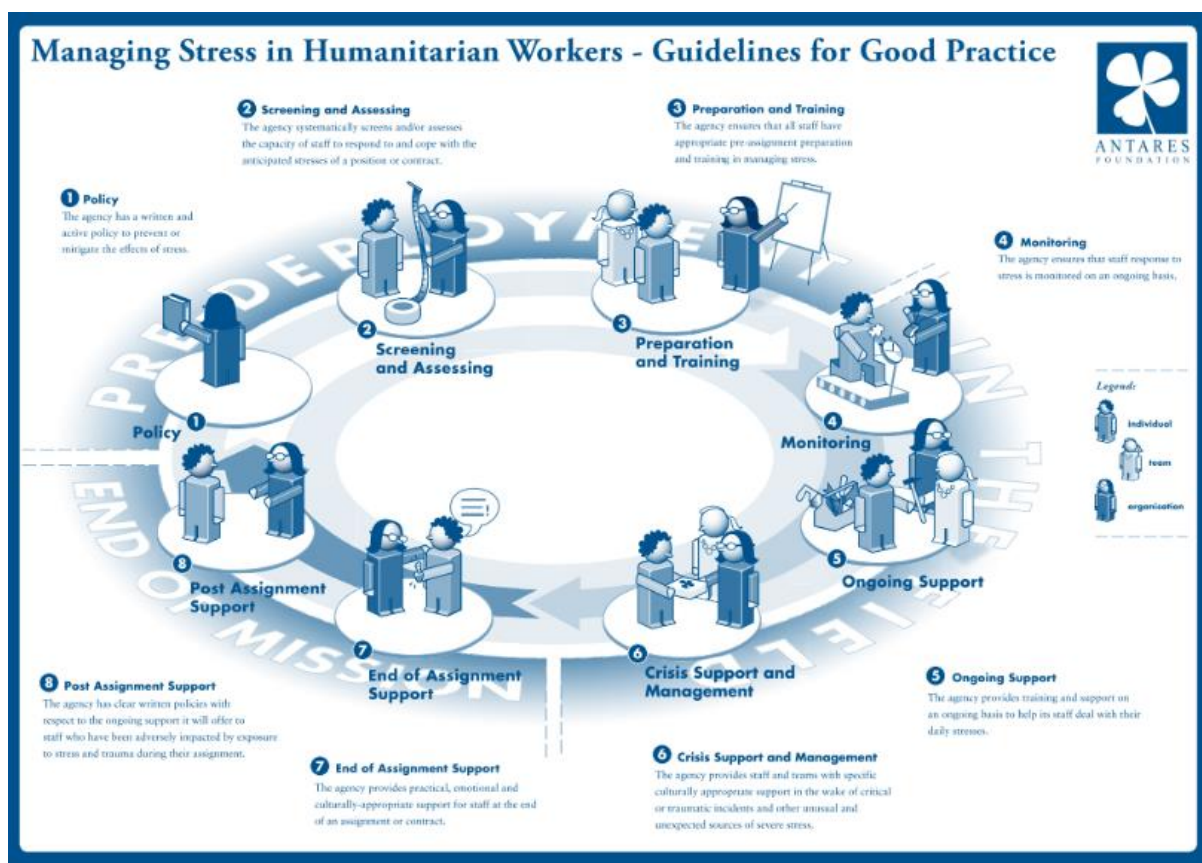 Managing Stress in Humanitarian Workers - Guidelines for Good Practice
ANTARES
FOUNDATION
2 Screening and Assessing
The agency systematically screens and/or assesses
the capacity of staff to respond to and cope with the
anticipated stresses of a position or contract.
3 Preparation and Training
The agency ensures that all staff have
appropriate pre-assignment preparation
and training in managing stress.
1 Policy
The agency has a written and
active policy to prevent or
mitigate the effects of stress.
4 Monitoring
The agency ensures that staff response to
stress is monitored on an ongoing basis.
PRE DEPLOYMENT
IN THE FIELD
END OF MISSION
1
Policy
2
Screening
and Assessing
3
Preparation
and Training
4
Monitoring
5
Ongoing Support
6
Crisis Support and
Management
7
End of Assignment
Support
8
Post Assignment
Support
Legend:
individual
team
organisation
8 Post Assignment Support
The agency has clear written policies with
respect to the ongoing support it will offer to
staff who have been adversely impacted by exposure
to stress and trauma during their assignment.
7 End of Assignment Support
The agency provides practical, emotional and
culturally-appropriate support for staff at the end
of an assignment or contract.
6 Crisis Support and Management
The agency provides staff and teams with specific
culturally appropriate support in the wake of critical
or traumatic incidents and other unusual and
unexpected sources of severe stress.
5 Ongoing Support
The agency provides training and support on
an ongoing basis to help its staff deal with their
daily stresses.